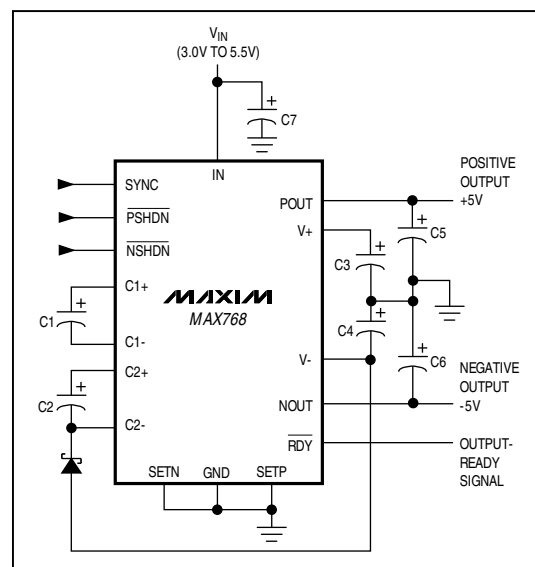 VIN
(3.0V TO 5.5V)
+
C7
IN
SYNC
PSHDN
NSHDN
C1+
+
C1
C1-
C2+
+
C2
C2-
MAXIM
MAX768
POUT
V+
V-
NOUT
RDY
SETN
GND
SETP
+
C3
+
C4
+
C5
+
C6
POSITIVE
OUTPUT
+5V
NEGATIVE
OUTPUT
-5V
OUTPUT-
READY
SIGNAL